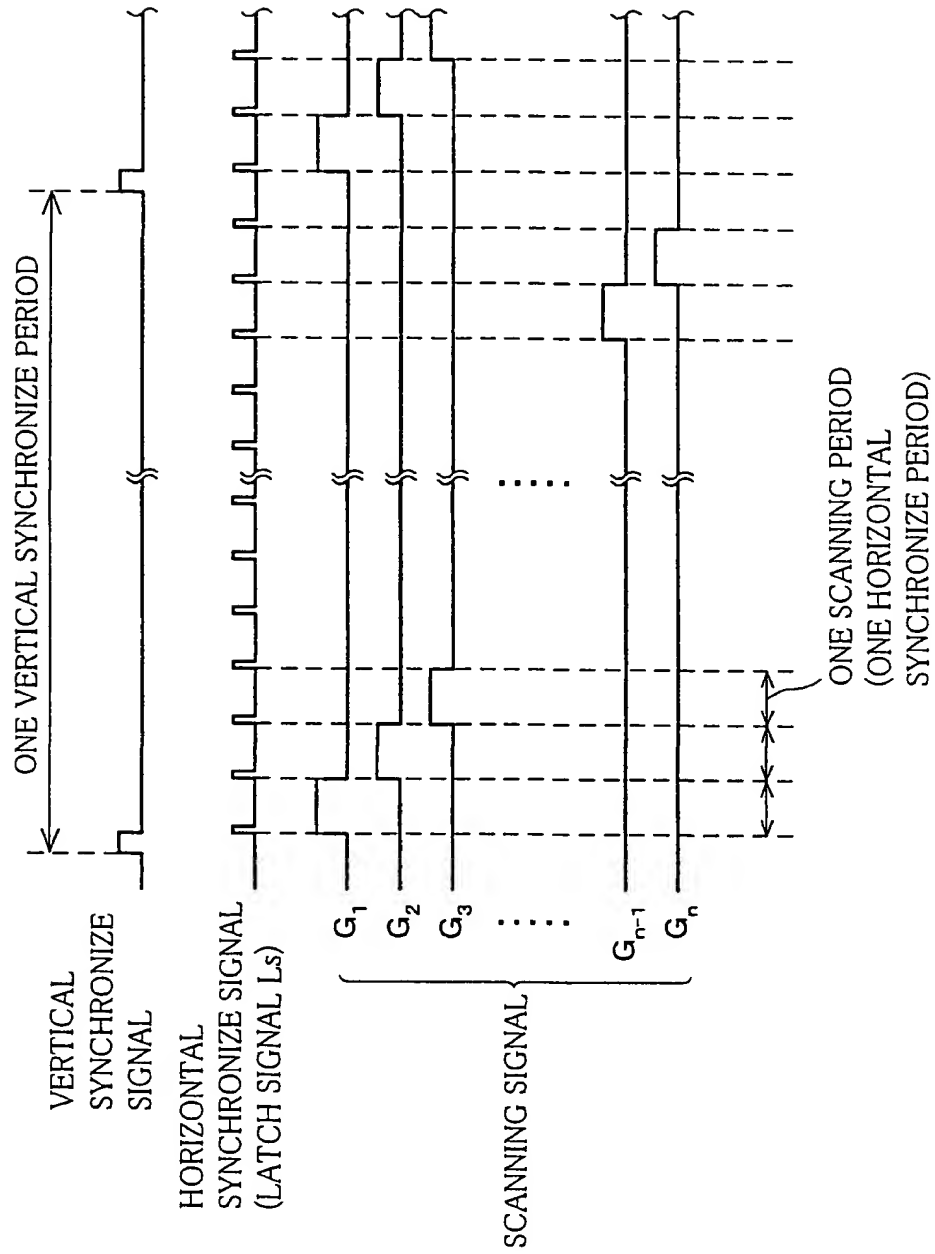 ONE VERTICAL SYNCHRONIZE PERIOD
VERTICAL
SYNCHRONIZE
SIGNAL
HORIZONTAL
SYNCHRONIZE SIGNAL
(LATCH SIGNAL Ls)
SCANNING SIGNAL
G1
G2
G3
.....
.....
Gn-1
Gn
ONE SCANNING PERIOD
(ONE HORIZONTAL
SYNCHRONIZE PERIOD)